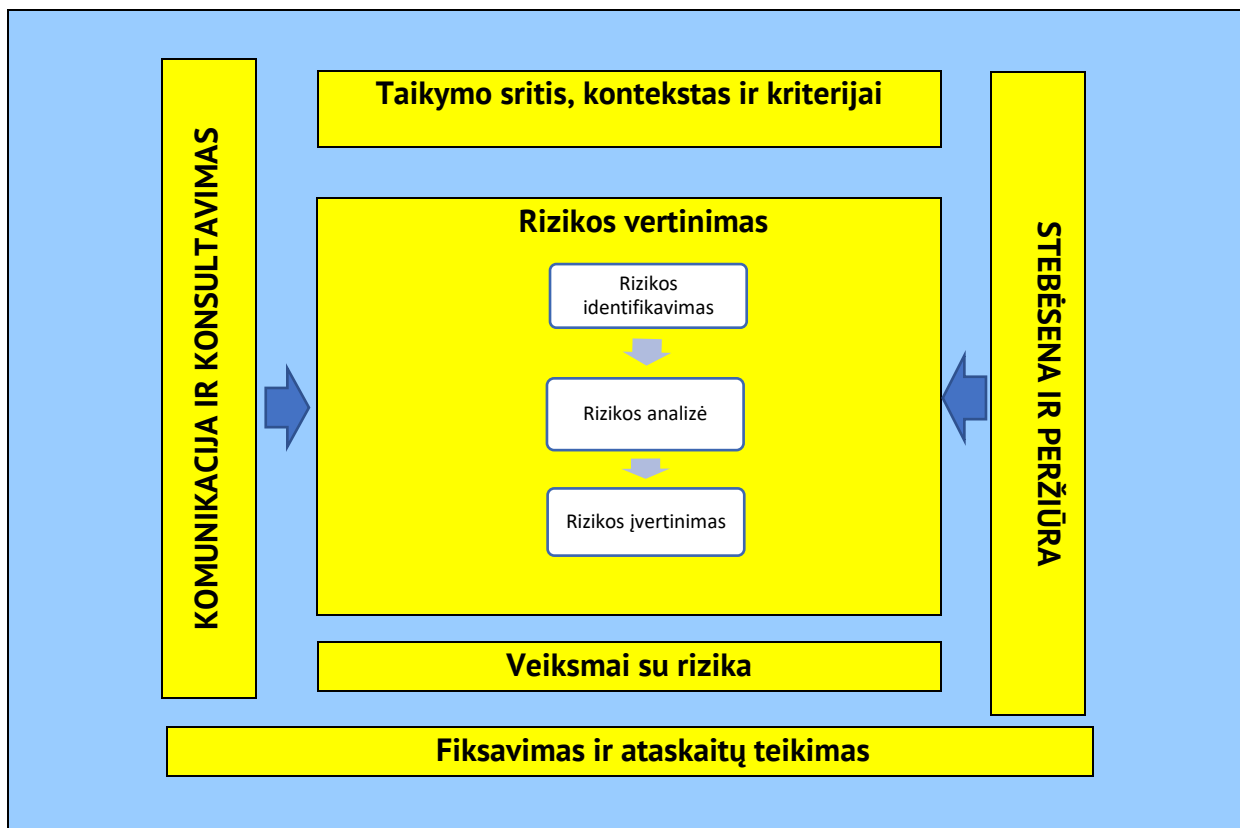 KOMUNIKACIJA IR KONSULTAVIMAS
Taikymo sritis, kontekstas ir kriterijai
Rizikos vertinimas
Rizikos
identifikavimas
Rizikos analizė
Rizikos įvertinimas
STEBĖSENA IR PERŽIŪRA
Veiksmai su rizika
Fiksavimas ir ataskaitų teikimas